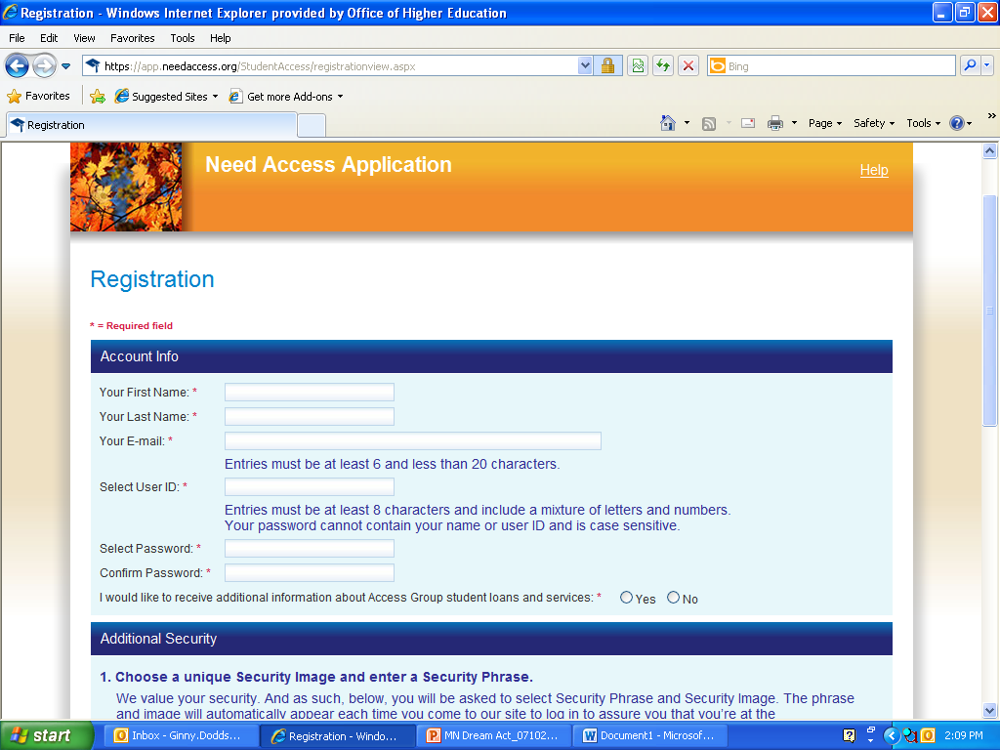 Registration - Windows Internet Explorer provided by Office of Higher Education
File Edit View Favorites Tools Help
https://app.needaccess.org/StudentAccess/registrationview.aspx
Bing
Favorites Suggested Sites Get more Add-ons
Registration
Page Safety Tools
Need Access Application
Help
Registration
* = Required field
Account Info
Your First Name: *
Your Last Name: *
Your E-mail: *
Entries must be at least 6 and less than 20 characters.
Select User ID: *
Entries must be at least 8 characters and include a mixture of letters and numbers.
Your password cannot contain your name or user ID and is case sensitive.
Select Password: *
Confirm Password: *
I would like to receive additional information about Access Group student loans and services: * Yes No
Additional Security
1. Choose a unique Security Image and enter a Security Phrase.
We value your security. And as such, below, you will be asked to select Security Phrase and Security Image. The phrase
and image will automatically appear each time you come to our site to log in to assure you that you're at the
start Inbox - Ginny.Dodds... Registration - Windo... MN Dream Act_07102... Document1 - Microsof... 2:09 PM